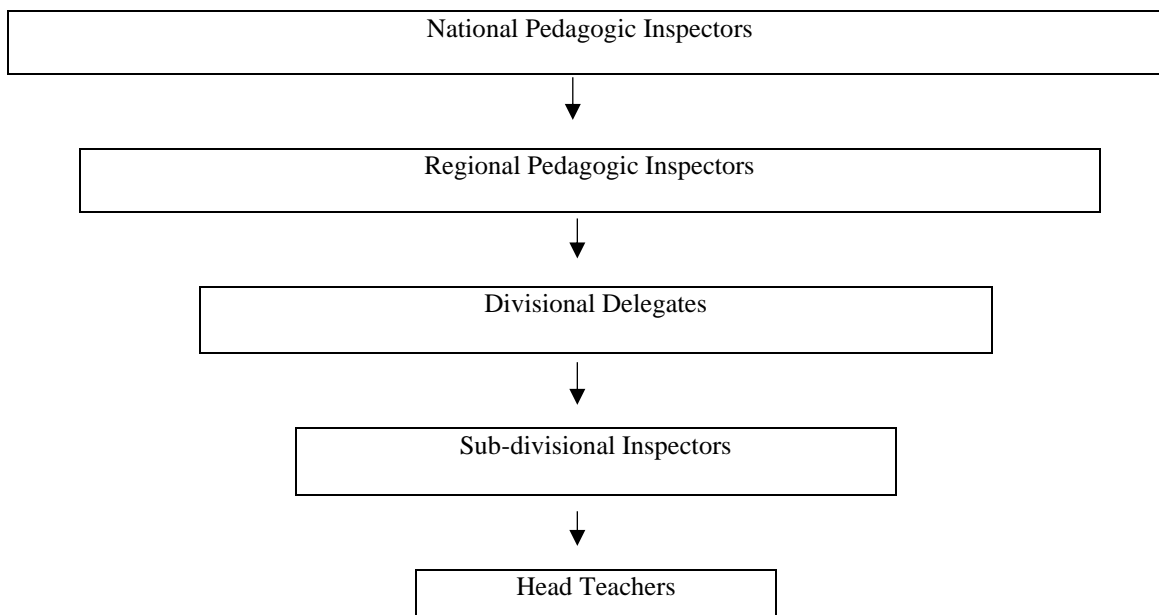 National Pedagogic Inspectors
Regional Pedagogic Inspectors
Divisional Delegates
Sub-divisional Inspectors
Head Teachers